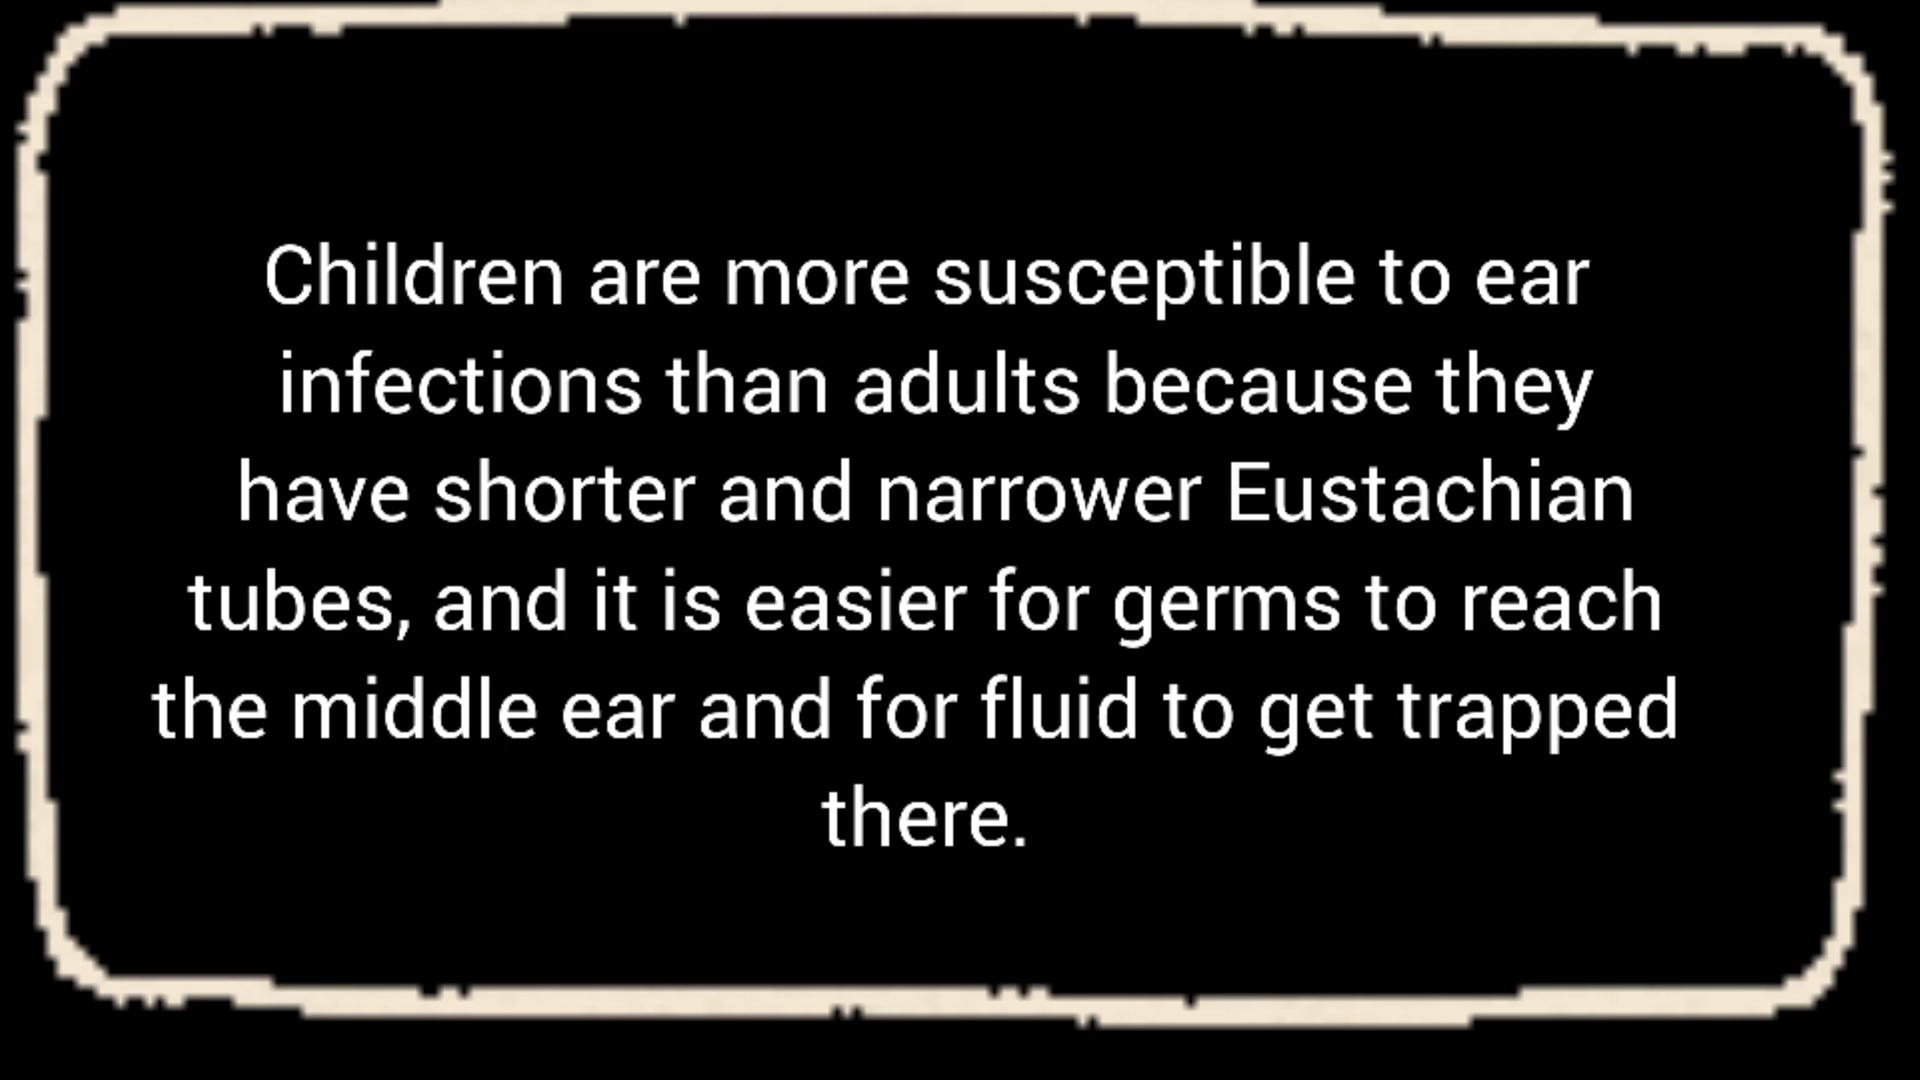 Children are more susceptible to ear
infections than adults because they
have shorter and narrower Eustachian
tubes, and it is easier for germs to reach
the middle ear and for fluid to get trapped
there.